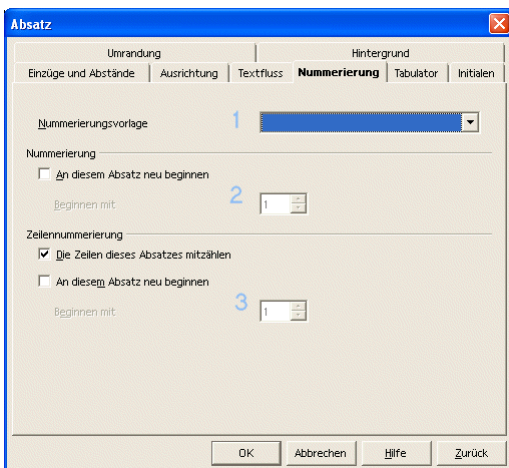 Absatz
Umrandung Hintergrund
Einzüge und Abstände Ausrichtung Textfluss Nummerierung Tabulator Initialen
Nummerierungsvorlage 1
Nummerierung
An diesem Absatz neu beginnen
Beginnen mit 2 1
Zeilennummerierung
Die Zeilen dieses Absatzes mitzählen
An diesem Absatz neu beginnen
Beginnen mit 3 1
OK Abbrechen Hilfe Zurück